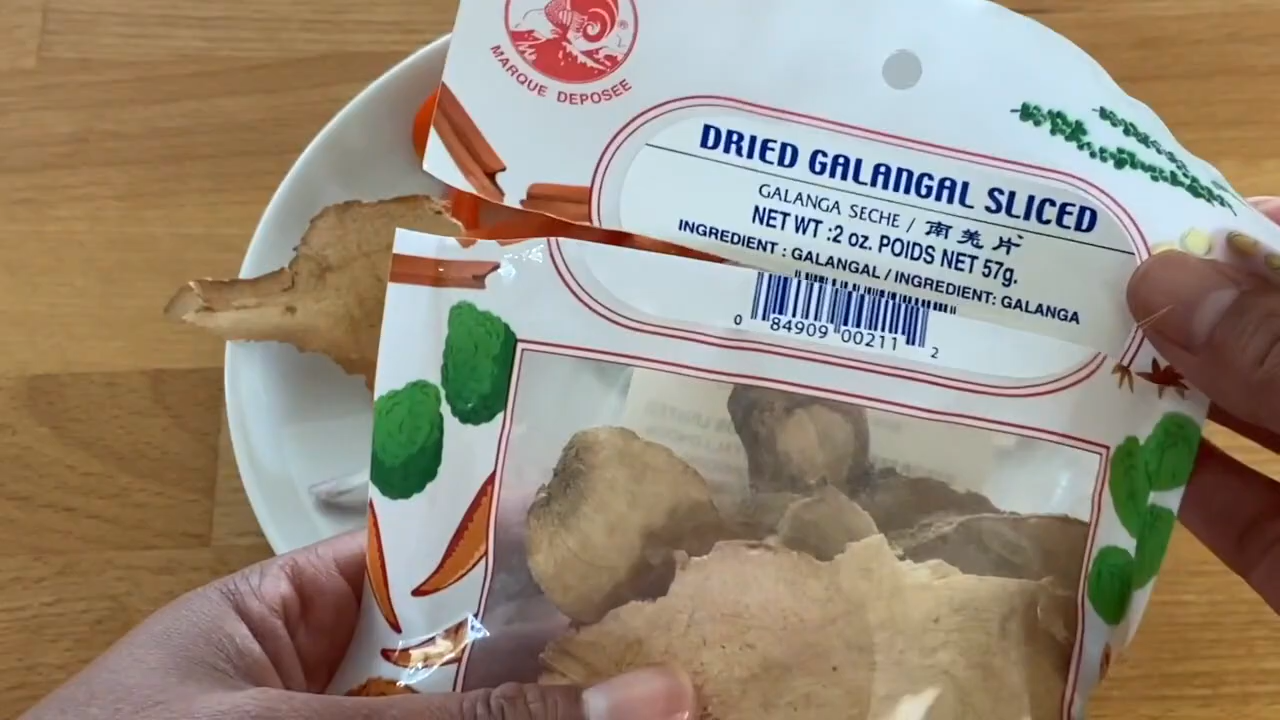 MARQUE DEPOSEE
DRIED GALANGAL SLICED
GALANGA SECHE / 南羌片
NET WT :2 oz. POIDS NET 57g.
INGREDIENT : GALANGAL / INGREDIENT: GALANGA
0 84909 00211 2